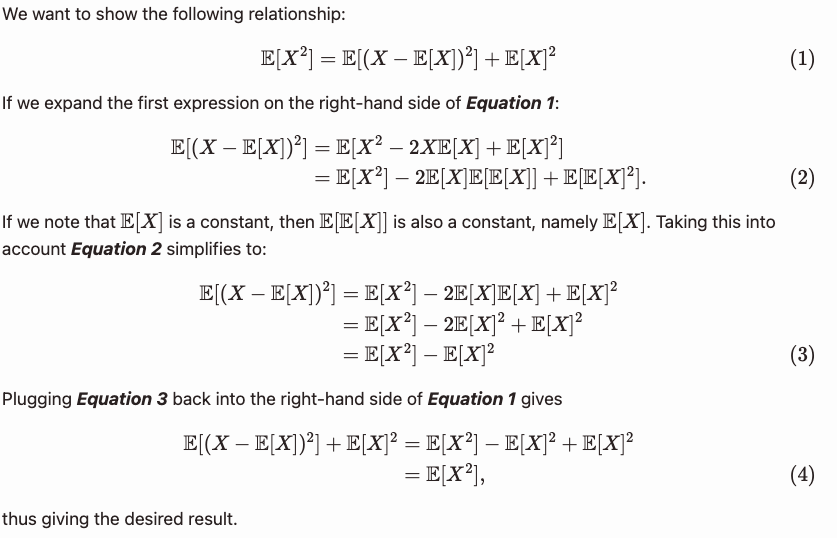 We want to show the following relationship:
𝔼[X²] = 𝔼[(X − 𝔼[X])²] + 𝔼[X]² (1)
If we expand the first expression on the right-hand side of Equation 1:
𝔼[(X − 𝔼[X])²] = 𝔼[X² − 2X𝔼[X] + 𝔼[X]²]
= 𝔼[X²] − 2𝔼[X]𝔼[𝔼[X]] + 𝔼[𝔼[X]²]. (2)
If we note that 𝔼[X] is a constant, then 𝔼[𝔼[X]] is also a constant, namely 𝔼[X]. Taking this into
account Equation 2 simplifies to:
𝔼[(X − 𝔼[X])²] = 𝔼[X²] − 2𝔼[X]𝔼[X] + 𝔼[X]²
= 𝔼[X²] − 2𝔼[X]² + 𝔼[X]²
= 𝔼[X²] − 𝔼[X]² (3)
Plugging Equation 3 back into the right-hand side of Equation 1 gives
𝔼[(X − 𝔼[X])²] + 𝔼[X]² = 𝔼[X²] − 𝔼[X]² + 𝔼[X]²
= 𝔼[X²], (4)
thus giving the desired result.